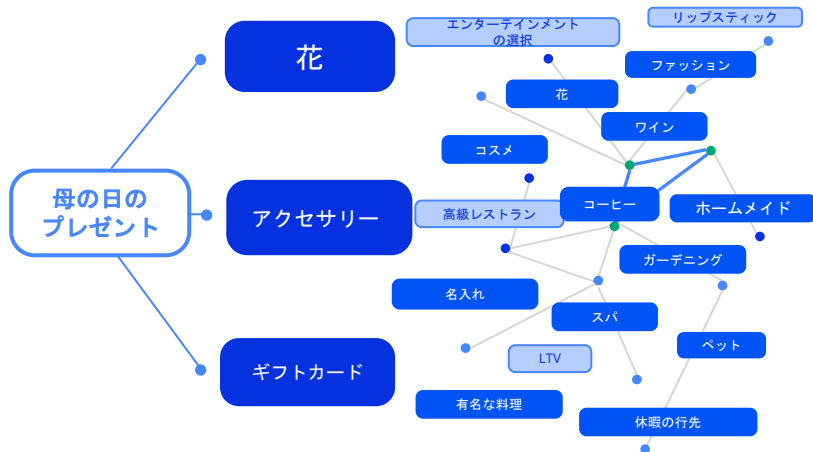 母の日の
プレゼント
花
アクセサリー
ギフトカード
エンターテインメント
の選択
リップスティック
ファッション
花
ワイン
コスメ
高級レストラン
コーヒー
ホームメイド
ガーデニング
名入れ
スパ
ペット
LTV
有名な料理
休暇の行先